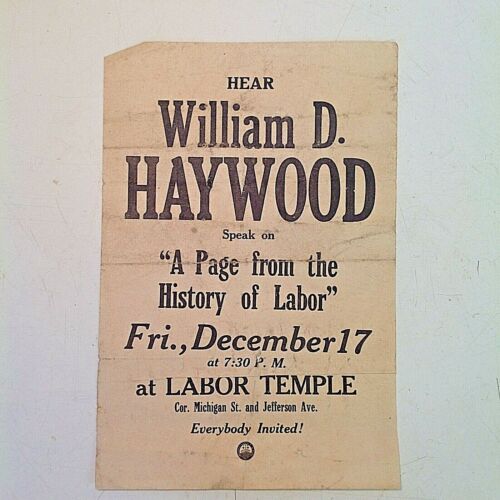 HEAR
William D.
HAYWOOD
Speak on
"A Page from the
History of Labor"
Fri., December 17
at 7:30 P. M.
at LABOR TEMPLE
Cor. Michigan St. and Jefferson Ave.
Everybody Invited!